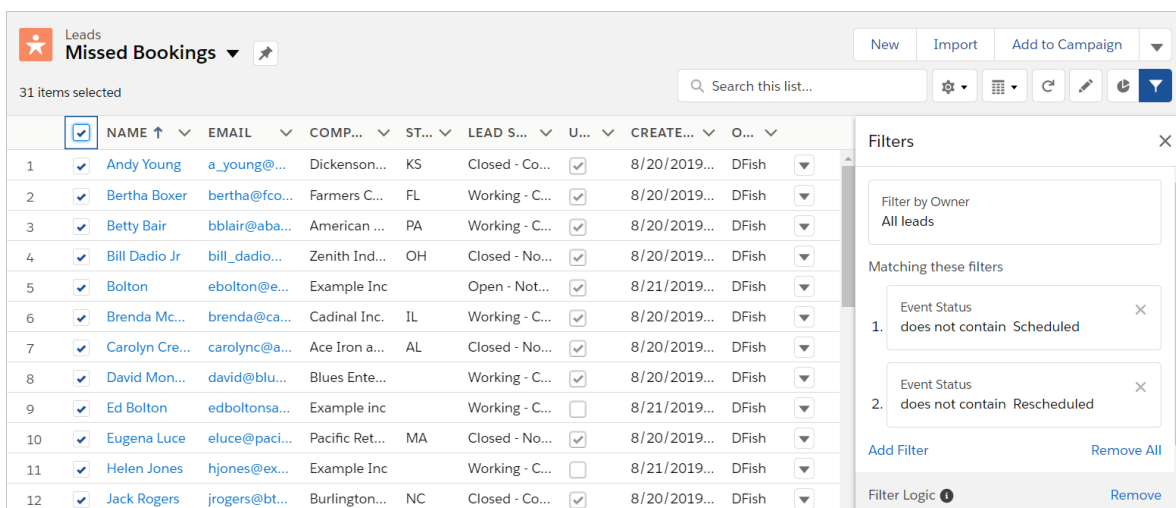 Leads
Missed Bookings
New Import Add to Campaign
31 items selected
Search this list...
NAME EMAIL COMP... ST... LEAD S... U... CREATE... O...
1 Andy Young a_young@... Dickenson... KS Closed - Co... 8/20/2019... DFish
2 Bertha Boxer bertha@fco... Farmers C... FL Working - C... 8/20/2019... DFish
3 Betty Bair bblair@aba... American ... PA Working - C... 8/20/2019... DFish
4 Bill Dadio Jr bill_dadio... Zenith Ind... OH Closed - No... 8/20/2019... DFish
5 Bolton ebolton@e... Example Inc Open - Not... 8/21/2019... DFish
6 Brenda Mc... brenda@ca... Cadinal Inc. IL Working - C... 8/20/2019... DFish
7 Carolyn Cre... carolync@a... Ace Iron a... AL Closed - No... 8/20/2019... DFish
8 David Mon... david@blu... Blues Ente... Working - C... 8/20/2019... DFish
9 Ed Bolton edboltonsa... Example inc Working - C... 8/21/2019... DFish
10 Eugena Luce eluce@paci... Pacific Ret... MA Closed - No... 8/20/2019... DFish
11 Helen Jones hjones@ex... Example Inc Working - C... 8/21/2019... DFish
12 Jack Rogers jrogers@bt... Burlington... NC Closed - Co... 8/20/2019... DFish
Filters
Filter by Owner
All leads
Matching these filters
Event Status
1. does not contain Scheduled
Event Status
2. does not contain Rescheduled
Add Filter Remove All
Filter Logic Remove